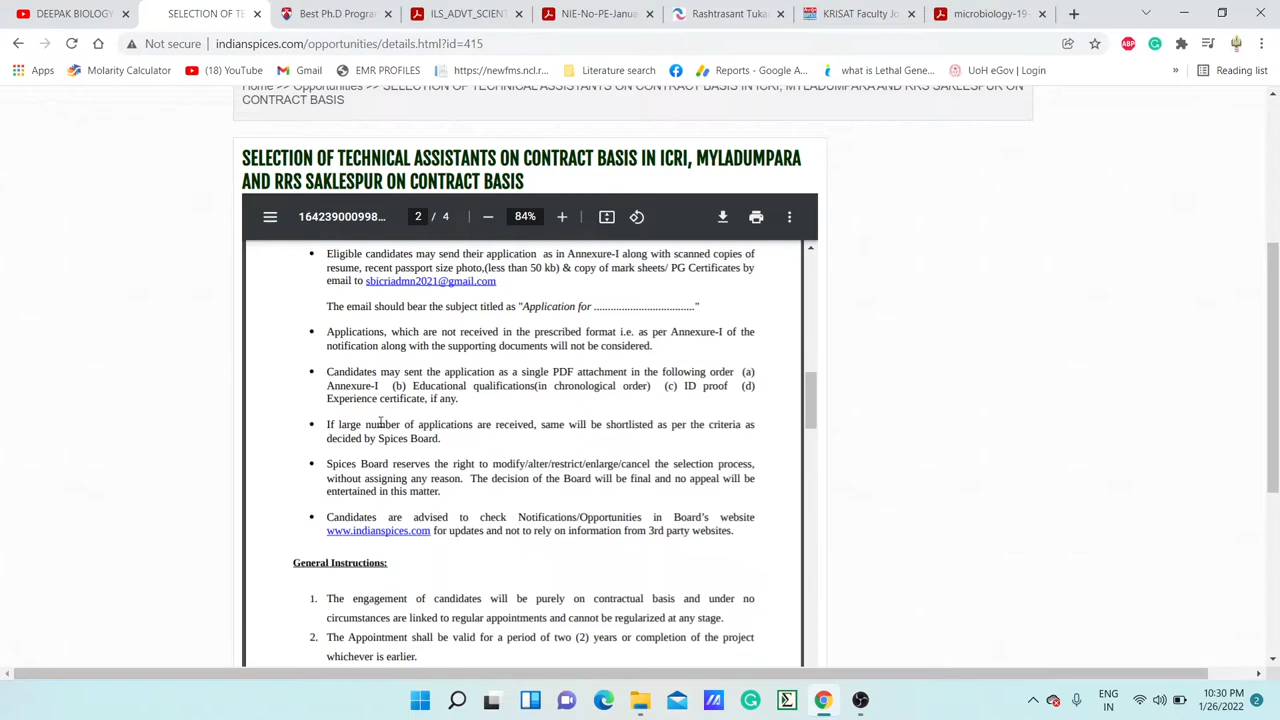 DEEPAK BIOLOGY
SELECTION OF TE
Best Ph.D Progra
ILS_AD_SCIENT
NIE-No-PE-Janua
Rashtrasant Tuka
KRISAT Faculty Jo
microbiology-19-
Not secure
indianspices.com/opportunities/details.html?id=415
ABP
Apps
Molarity Calculator
(18) YouTube
Gmail
EMR PROFILES
https://newfms.ncl.r...
Literature search
Reports - Google A...
what is Lethal Gene...
UoH eGov | Login
»
Reading list
Home >> Opportunities >> SELECTION OF TECHNICAL ASSISTANTS ON CONTRACT BASIS IN ICRI, MYLADUMPARA AND RRS SAKLESPUR ON
CONTRACT BASIS
SELECTION OF TECHNICAL ASSISTANTS ON CONTRACT BASIS IN ICRI, MYLADUMPARA
AND RRS SAKLESPUR ON CONTRACT BASIS
164239000998...
2 / 4
84%
• Eligible candidates may send their application as in Annexure-I along with scanned copies of
resume, recent passport size photo,(less than 50 kb) & copy of mark sheets/ PG Certificates by
email to sbicriadmn2021@gmail.com
The email should bear the subject titled as "Application for ....................................."
• Applications, which are not received in the prescribed format i.e. as per Annexure-I of the
notification along with the supporting documents will not be considered.
• Candidates may sent the application as a single PDF attachment in the following order (a)
Annexure-I (b) Educational qualifications(in chronological order) (c) ID proof (d)
Experience certificate, if any.
• If large number of applications are received, same will be shortlisted as per the criteria as
decided by Spices Board.
• Spices Board reserves the right to modify/alter/restrict/enlarge/cancel the selection process,
without assigning any reason. The decision of the Board will be final and no appeal will be
entertained in this matter.
• Candidates are advised to check Notifications/Opportunities in Board's website
www.indianspices.com for updates and not to rely on information from 3rd party websites.
General Instructions:
1. The engagement of candidates will be purely on contractual basis and under no
circumstances are linked to regular appointments and cannot be regularized at any stage.
2. The Appointment shall be valid for a period of two (2) years or completion of the project
whichever is earlier.
ENG
IN
10:30 PM
1/26/2022
2